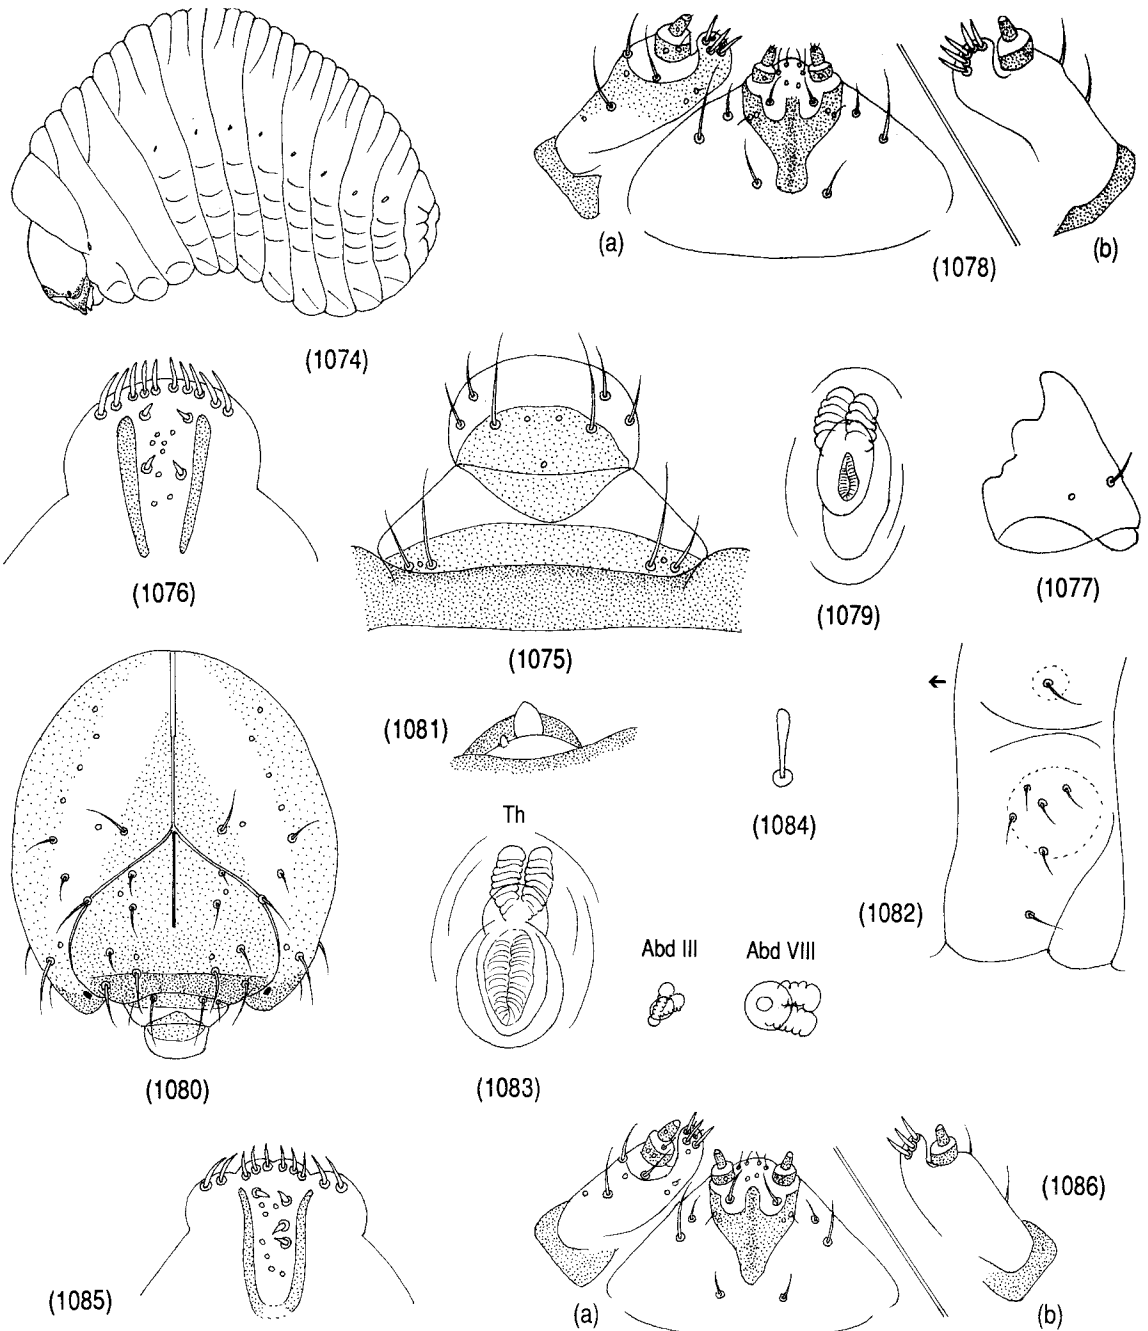 (a)
(1078)
(b)
(1074)
(1076)
(1075)
(1079)
(1077)
(1081)
(1084)
(1082)
Th
Abd III
Abd VIII
(1080)
(1083)
(1085)
(a)
(1086)
(b)